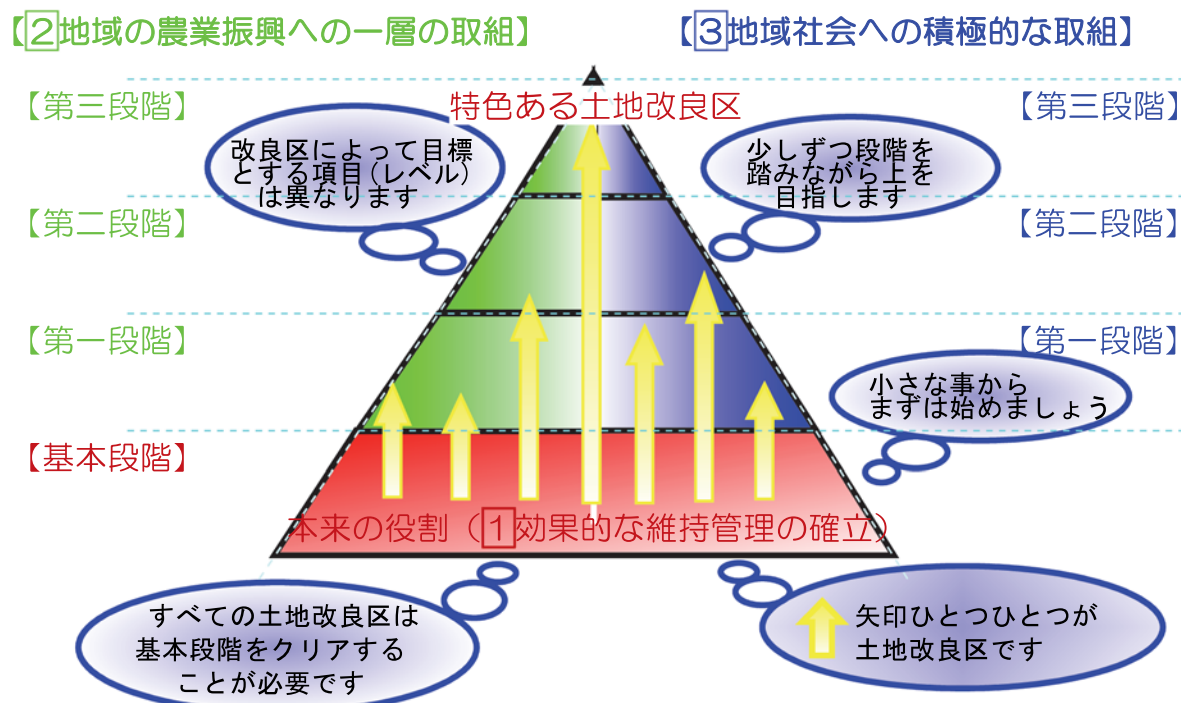 【2地域の農業振興への一層の取組】
【3地域社会への積極的な取組】
【第三段階】
特色ある土地改良区
【第三段階】
改良区によって目標
とする項目(レベル)
は異なります
少しずつ段階を
踏みながら上を
目指します
【第二段階】
【第二段階】
【第一段階】
【第一段階】
小さな事から
まずは始めましょう
【基本段階】
本来の役割(1効果的な維持管理の確立)
すべての土地改良区は
基本段階をクリアする
ことが必要です
矢印ひとつひとつが
土地改良区です